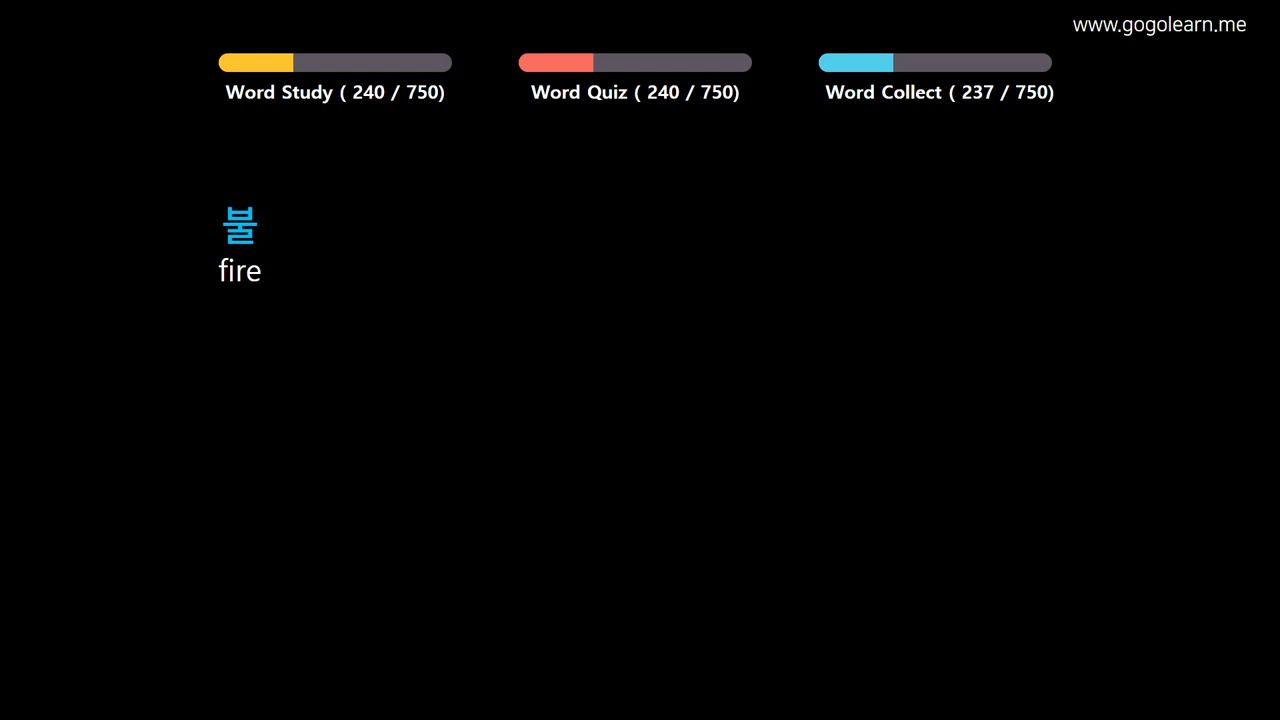 www.gogolearn.me
Word Study ( 240 / 750)
Word Quiz ( 240 / 750)
Word Collect ( 237 / 750)
불
fire